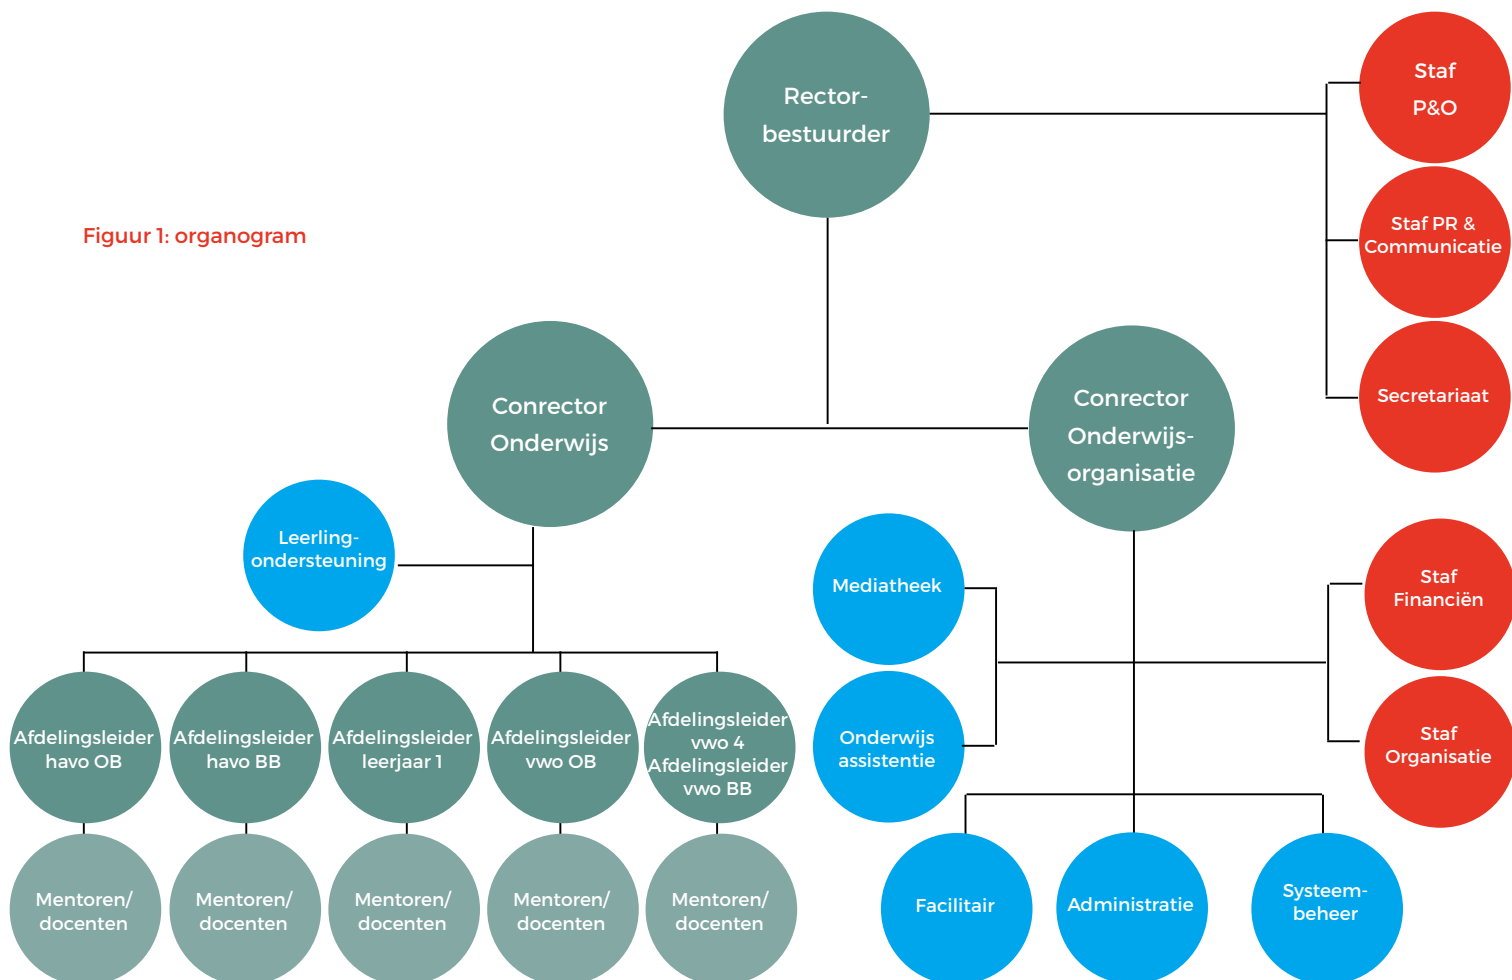 Rector-
bestuurder
Staf
P&O
Staf PR &
Communicatie
Secretariaat
Figuur 1: organogram
Conrector
Onderwijs
Conrector
Onderwijs-
organisatie
Leerling-
ondersteuning
Mediatheek
Onderwijs
assistentie
Staf
Financiën
Staf
Organisatie
Afdelingsleider
havo OB
Afdelingsleider
havo BB
Afdelingsleider
leerjaar 1
Afdelingsleider
vwo OB
Afdelingsleider
vwo 4
Afdelingsleider
vwo BB
Mentoren/
docenten
Mentoren/
docenten
Mentoren/
docenten
Mentoren/
docenten
Mentoren/
docenten
Facilitair
Administratie
Systeem-
beheer